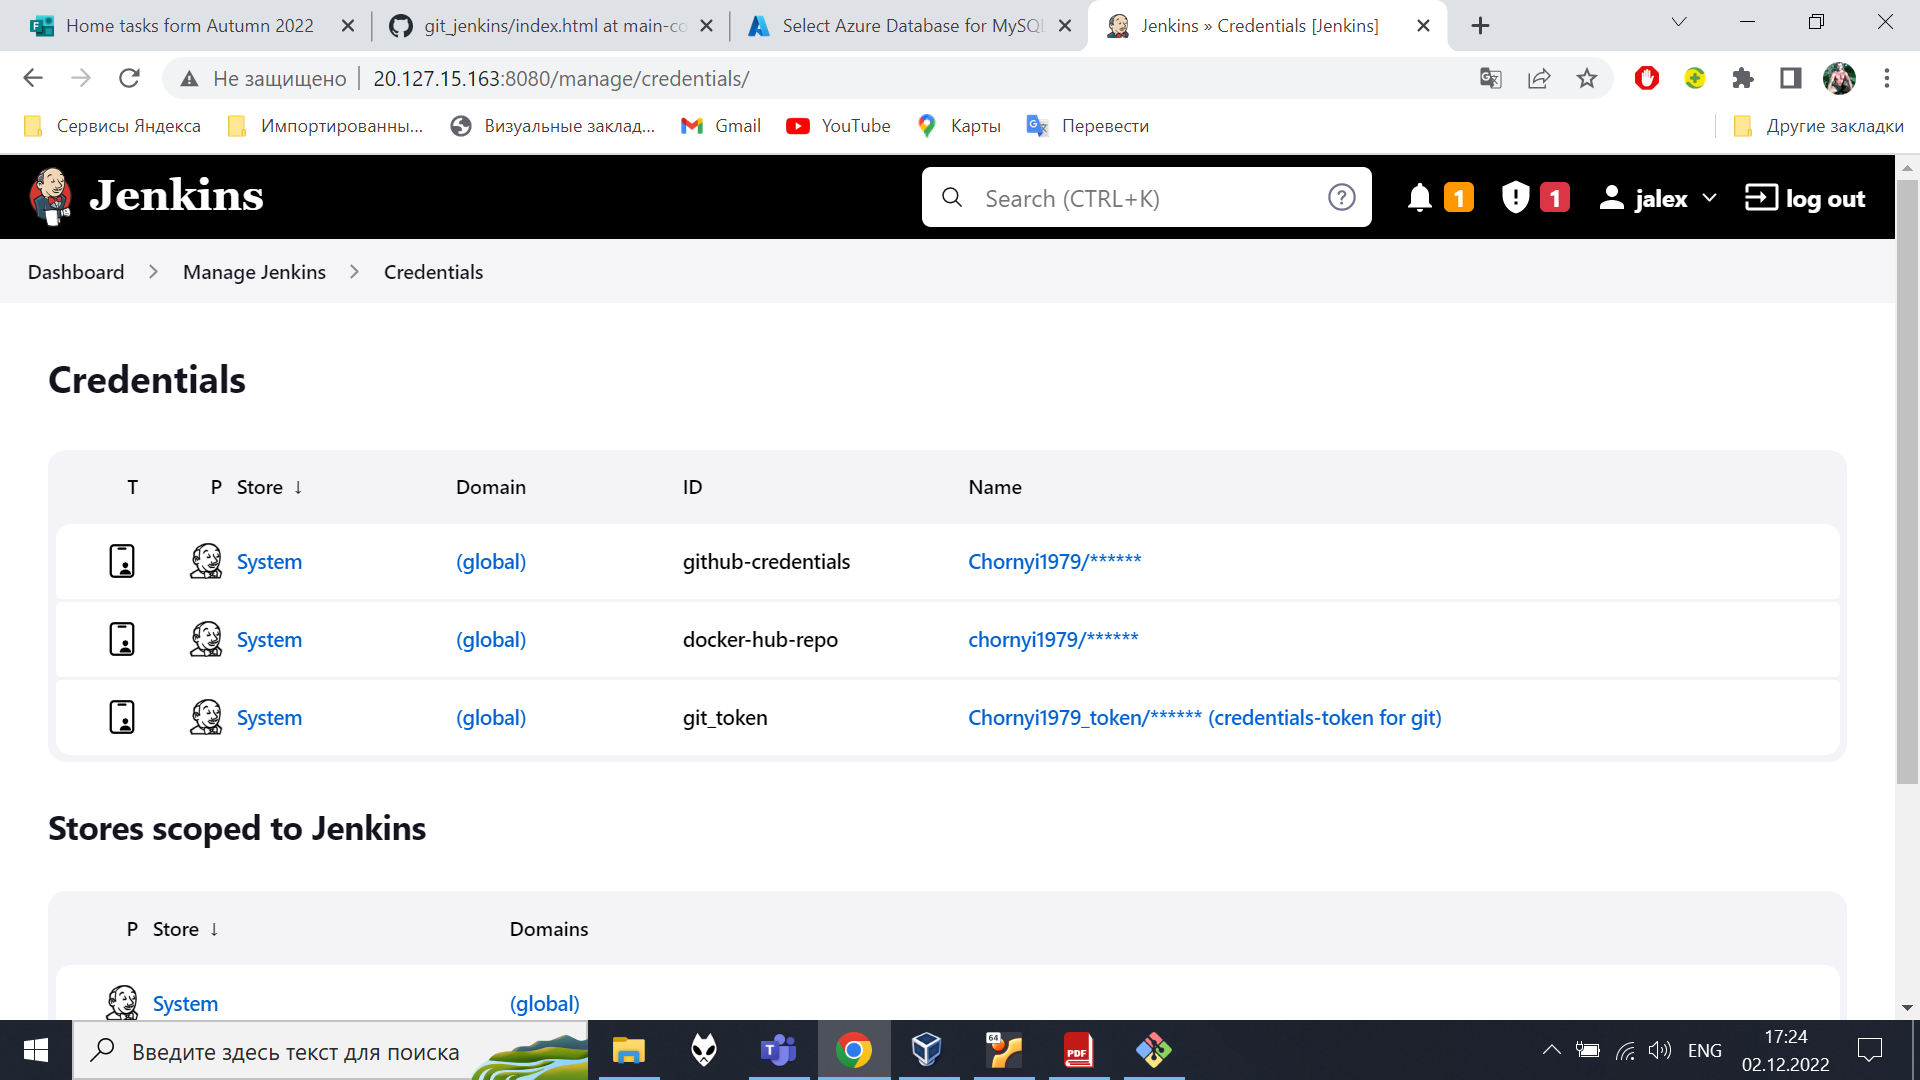 Home tasks form Autumn 2022
git_jenkins/index.html at main-co
Select Azure Database for MySQL
Jenkins » Credentials [Jenkins]
Не защищено
20.127.15.163:8080/manage/credentials/
Сервисы Яндекса
Импортированны...
Визуальные заклад...
Gmail
YouTube
Карты
Перевести
Другие закладки
Jenkins
Search (CTRL+K)
1
1
jalex
log out
Dashboard
Manage Jenkins
Credentials
Credentials
T P Store ↓ Domain ID Name
System (global) github-credentials Chornyi1979/******
System (global) docker-hub-repo chornyi1979/******
System (global) git_token Chornyi1979_token/****** (credentials-token for git)
Stores scoped to Jenkins
P Store ↓ Domains
System (global)
Введите здесь текст для поиска
64
PDF
ENG
17:24
02.12.2022